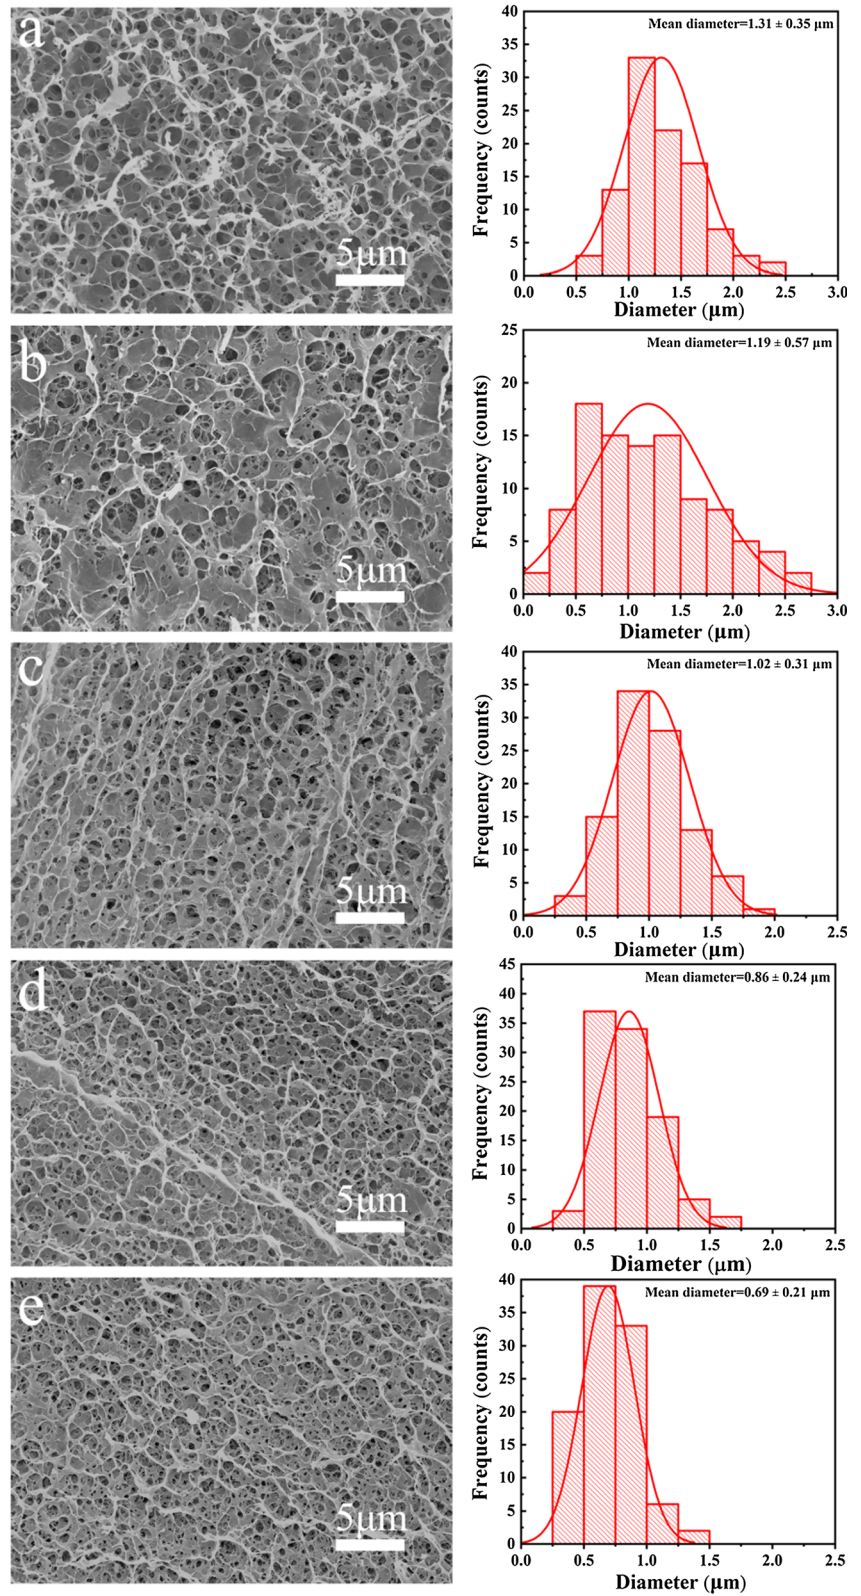 a
5μm
Mean diameter=1.31 ± 0.35 μm
Frequency (counts)
40
35
30
25
20
15
10
5
0
0.0 0.5 1.0 1.5 2.0 2.5 3.0
Diameter (μm)
b
5μm
Mean diameter=1.19 ± 0.57 μm
Frequency (counts)
25
20
15
10
5
0
0.0 0.5 1.0 1.5 2.0 2.5 3.0
Diameter (μm)
c
5μm
Mean diameter=1.02 ± 0.31 μm
Frequency (counts)
40
35
30
25
20
15
10
5
0
0.0 0.5 1.0 1.5 2.0 2.5
Diameter (μm)
d
5μm
Mean diameter=0.86 ± 0.24 μm
Frequency (counts)
45
40
35
30
25
20
15
10
5
0
0.0 0.5 1.0 1.5 2.0 2.5
Diameter (μm)
e
5μm
Mean diameter=0.69 ± 0.21 μm
Frequency (counts)
40
35
30
25
20
15
10
5
0
0.0 0.5 1.0 1.5 2.0 2.5
Diameter (μm)